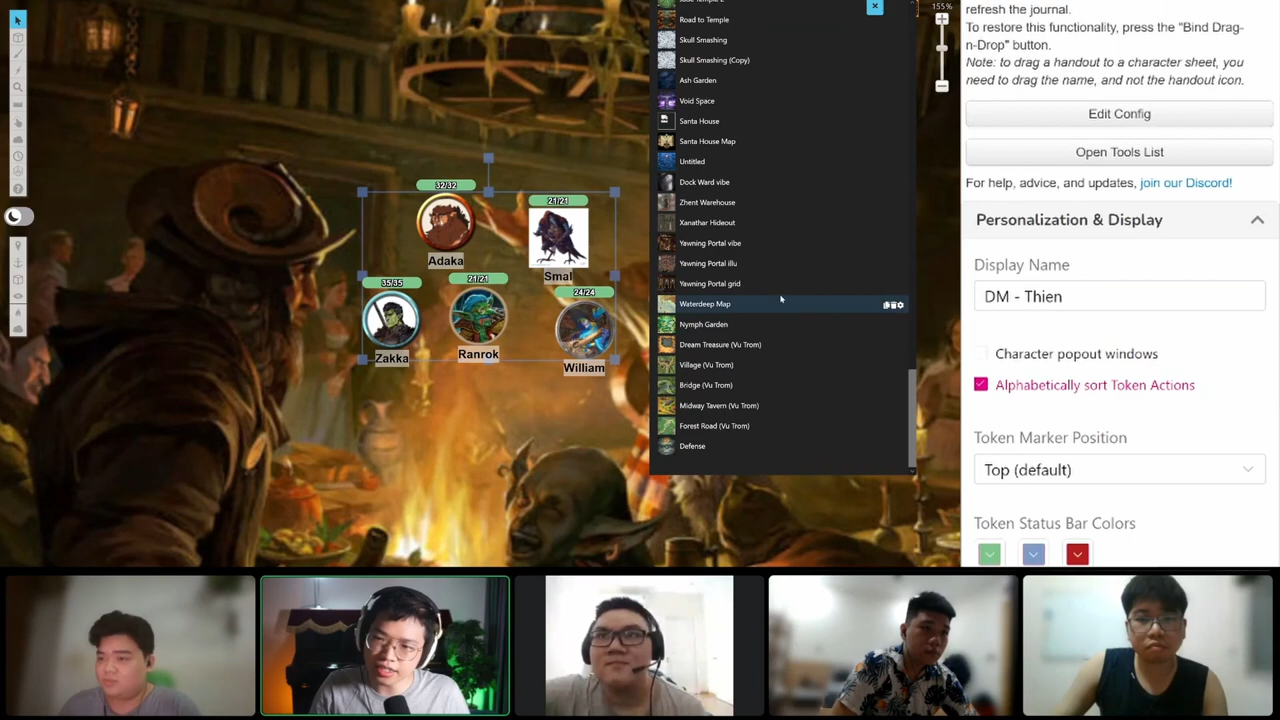 155%
Road to Temple
Skull Smashing
Skull Smashing (Copy)
Ash Garden
Void Space
Santa House
Santa House Map
Untitled
Dock Ward vibe
Zhent Warehouse
Xanathar Hideout
Yawning Portal vibe
Yawning Portal illu
Yawning Portal grid
Waterdeep Map
Nymph Garden
Dream Treasure (Vu Trom)
Village (Vu Trom)
Bridge (Vu Trom)
Midway Tavern (Vu Trom)
Forest Road (Vu Trom)
Defense
32/32
Adaka
21/21
Smal
35/35
Zakka
21/21
Ranrok
24/24
William
refresh the journal.
To restore this functionality, press the "Bind Drag-
n-Drop" button.
Note: to drag a handout to a character sheet, you
need to drag the name, and not the handout icon.
Edit Config
Open Tools List
For help, advice, and updates, join our Discord!
Personalization & Display
Display Name
DM - Thien
Character popout windows
Alphabetically sort Token Actions
Token Marker Position
Top (default)
Token Status Bar Colors